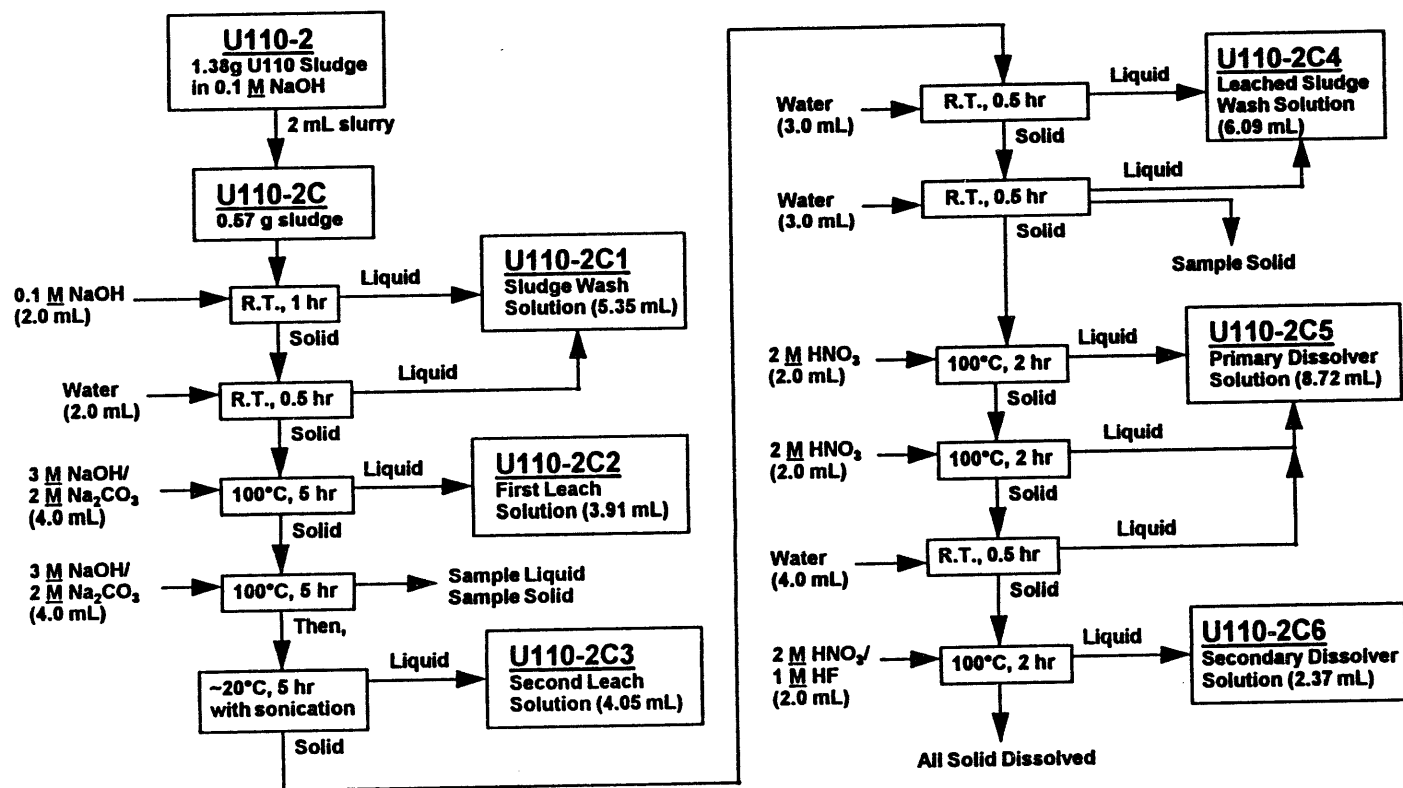 U110-2
1.38g U110 Sludge
in 0.1 M NaOH
2 mL slurry
U110-2C
0.57 g sludge
0.1 M NaOH
(2.0 mL)
R.T., 1 hr
Liquid
U110-2C1
Sludge Wash
Solution (5.35 mL)
Solid
Water
(2.0 mL)
R.T., 0.5 hr
Liquid
Solid
3 M NaOH/
2 M Na₂CO₃
(4.0 mL)
100°C, 5 hr
Liquid
U110-2C2
First Leach
Solution (3.91 mL)
Solid
3 M NaOH/
2 M Na₂CO₃
(4.0 mL)
100°C, 5 hr
Sample Liquid
Sample Solid
Then,
~20°C, 5 hr
with sonication
Liquid
U110-2C3
Second Leach
Solution (4.05 mL)
Solid
Water
(3.0 mL)
R.T., 0.5 hr
Liquid
U110-2C4
Leached Sludge
Wash Solution
(6.09 mL)
Solid
Water
(3.0 mL)
R.T., 0.5 hr
Liquid
Solid
Sample Solid
2 M HNO₃
(2.0 mL)
100°C, 2 hr
Liquid
U110-2C5
Primary Dissolver
Solution (8.72 mL)
Solid
2 M HNO₃
(2.0 mL)
100°C, 2 hr
Liquid
Solid
Water
(4.0 mL)
R.T., 0.5 hr
Liquid
Solid
2 M HNO₃/
1 M HF
(2.0 mL)
100°C, 2 hr
Liquid
U110-2C6
Secondary Dissolver
Solution (2.37 mL)
All Solid Dissolved